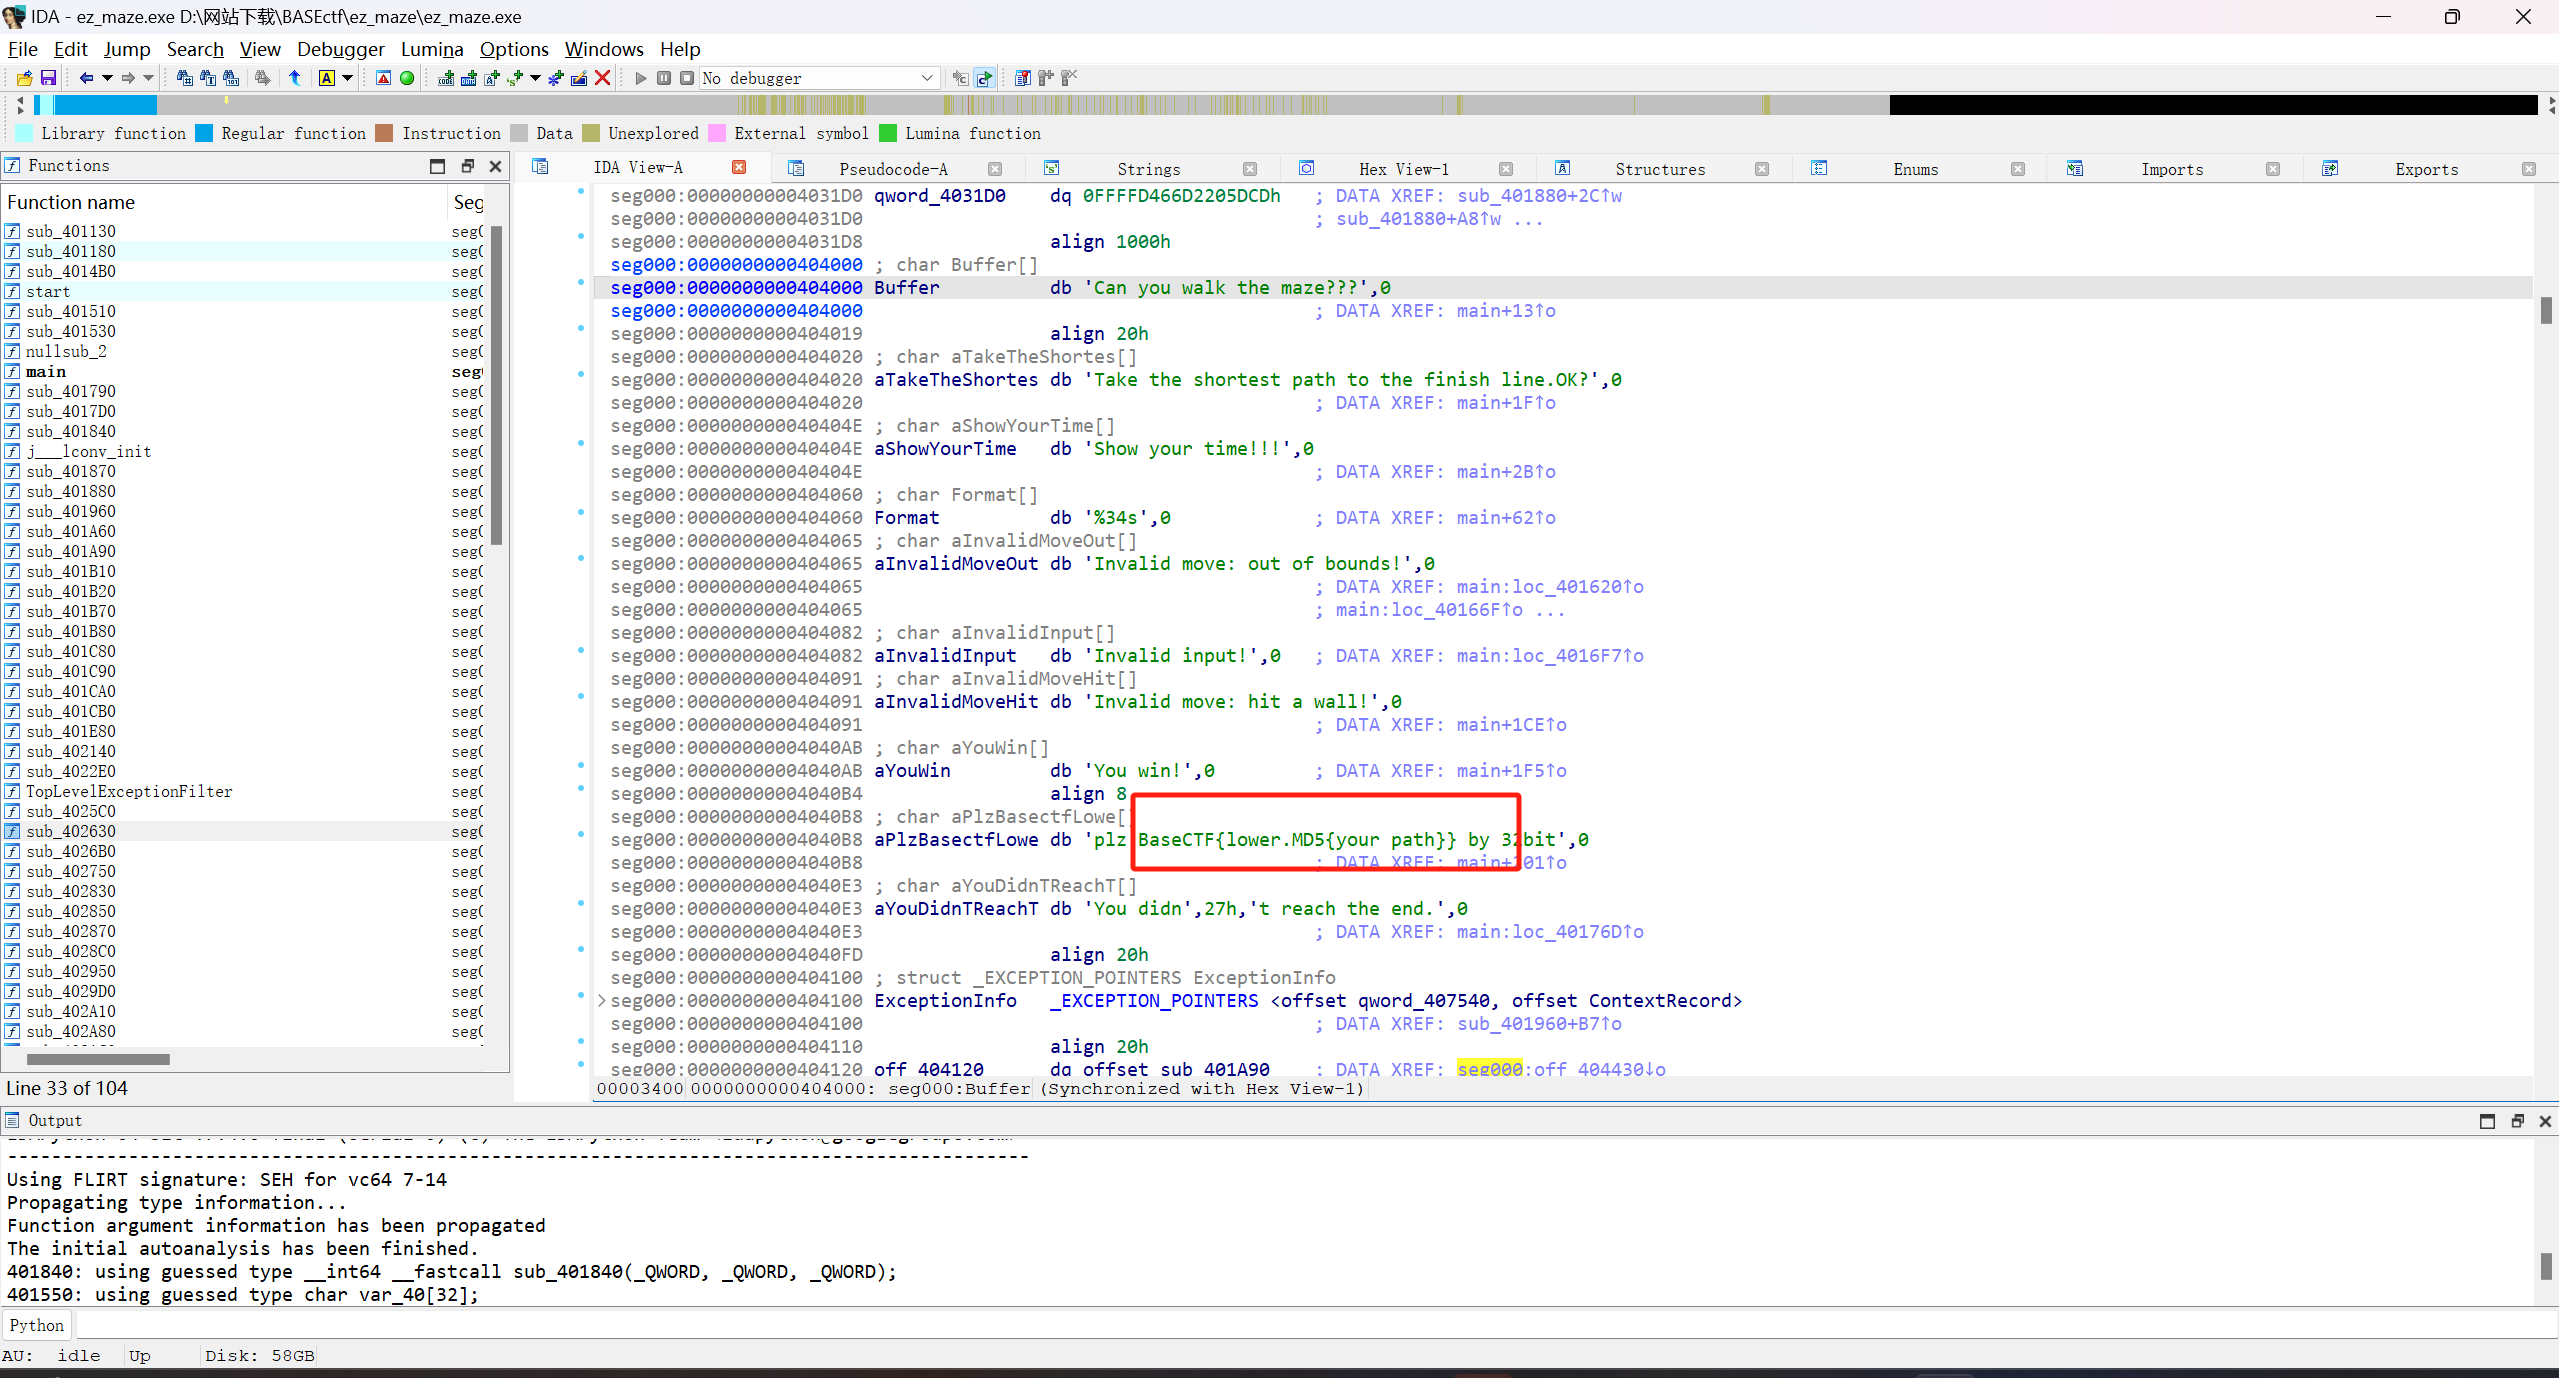 IDA - ez_maze.exe D:\网站下载\BASEctf\ez_maze\ez_maze.exe
File Edit Jump Search View Debugger Lumina Options Windows Help
No debugger
Library function Regular function Instruction Data Unexplored External symbol Lumina function
Functions
Function name Seg
sub_401130 seg(
sub_401180 seg(
sub_4014B0 seg(
start seg(
sub_401510 seg(
sub_401530 seg(
nullsub_2 seg(
main seg(
sub_401790 seg(
sub_4017D0 seg(
sub_401840 seg(
j___lconv_init seg(
sub_401870 seg(
sub_401880 seg(
sub_401960 seg(
sub_401A60 seg(
sub_401A90 seg(
sub_401B10 seg(
sub_401B20 seg(
sub_401B70 seg(
sub_401B80 seg(
sub_401C80 seg(
sub_401C90 seg(
sub_401CA0 seg(
sub_401CB0 seg(
sub_401E80 seg(
sub_402140 seg(
sub_4022E0 seg(
TopLevelExceptionFilter seg(
sub_4025C0 seg(
sub_402630 seg(
sub_4026B0 seg(
sub_402750 seg(
sub_402830 seg(
sub_402850 seg(
sub_402870 seg(
sub_4028C0 seg(
sub_402950 seg(
sub_4029D0 seg(
sub_402A10 seg(
sub_402A80 seg(
Line 33 of 104
IDA View-A Pseudocode-A Strings Hex View-1 Structures Enums Imports Exports
seg000:00000000004031D0 qword_4031D0 dq 0FFFFD466D2205DCDh ; DATA XREF: sub_401880+2C↑w
seg000:00000000004031D0 ; sub_401880+A8↑w ...
seg000:00000000004031D8 align 1000h
seg000:0000000000404000 ; char Buffer[]
seg000:0000000000404000 Buffer db 'Can you walk the maze???',0
seg000:0000000000404000 ; DATA XREF: main+13↑o
seg000:0000000000404019 align 20h
seg000:0000000000404020 ; char aTakeTheShortes[]
seg000:0000000000404020 aTakeTheShortes db 'Take the shortest path to the finish line.OK?',0
seg000:0000000000404020 ; DATA XREF: main+1F↑o
seg000:000000000040404E ; char aShowYourTime[]
seg000:000000000040404E aShowYourTime db 'Show your time!!!',0
seg000:000000000040404E ; DATA XREF: main+2B↑o
seg000:0000000000404060 ; char Format[]
seg000:0000000000404060 Format db '%34s',0 ; DATA XREF: main+62↑o
seg000:0000000000404065 ; char aInvalidMoveOut[]
seg000:0000000000404065 aInvalidMoveOut db 'Invalid move: out of bounds!',0
seg000:0000000000404065 ; DATA XREF: main:loc_401620↑o
seg000:0000000000404065 ; main:loc_40166F↑o ...
seg000:0000000000404082 ; char aInvalidInput[]
seg000:0000000000404082 aInvalidInput db 'Invalid input!',0 ; DATA XREF: main:loc_4016F7↑o
seg000:0000000000404091 ; char aInvalidMoveHit[]
seg000:0000000000404091 aInvalidMoveHit db 'Invalid move: hit a wall!',0
seg000:0000000000404091 ; DATA XREF: main+1CE↑o
seg000:00000000004040AB ; char aYouWin[]
seg000:00000000004040AB aYouWin db 'You win!',0 ; DATA XREF: main+1F5↑o
seg000:00000000004040B4 align 8
seg000:00000000004040B8 ; char aPlzBasectfLowe[
seg000:00000000004040B8 aPlzBasectfLowe db 'plz BaseCTF{lower.MD5{your path}} by 32bit',0
seg000:00000000004040B8 ; DATA XREF: main+201↑o
seg000:00000000004040E3 ; char aYouDidnTReachT[]
seg000:00000000004040E3 aYouDidnTReachT db 'You didn',27h,'t reach the end.',0
seg000:00000000004040E3 ; DATA XREF: main:loc_40176D↑o
seg000:00000000004040FD align 20h
seg000:0000000000404100 ; struct _EXCEPTION_POINTERS ExceptionInfo
seg000:0000000000404100 ExceptionInfo _EXCEPTION_POINTERS <offset qword_407540, offset ContextRecord>
seg000:0000000000404100 ; DATA XREF: sub_401960+B7↑o
seg000:0000000000404110 align 20h
seg000:0000000000404120 off_404120 dq offset sub_401A90 ; DATA XREF: seg000:off_404430↓o
00003400 0000000000404000: seg000:Buffer (Synchronized with Hex View-1)
Output
----------------------------------------------------------------------------------------------
Using FLIRT signature: SEH for vc64 7-14
Propagating type information...
Function argument information has been propagated
The initial autoanalysis has been finished.
401840: using guessed type __int64 __fastcall sub_401840(_QWORD, _QWORD, _QWORD);
401550: using guessed type char var_40[32];
Python
AU: idle Up Disk: 58GB